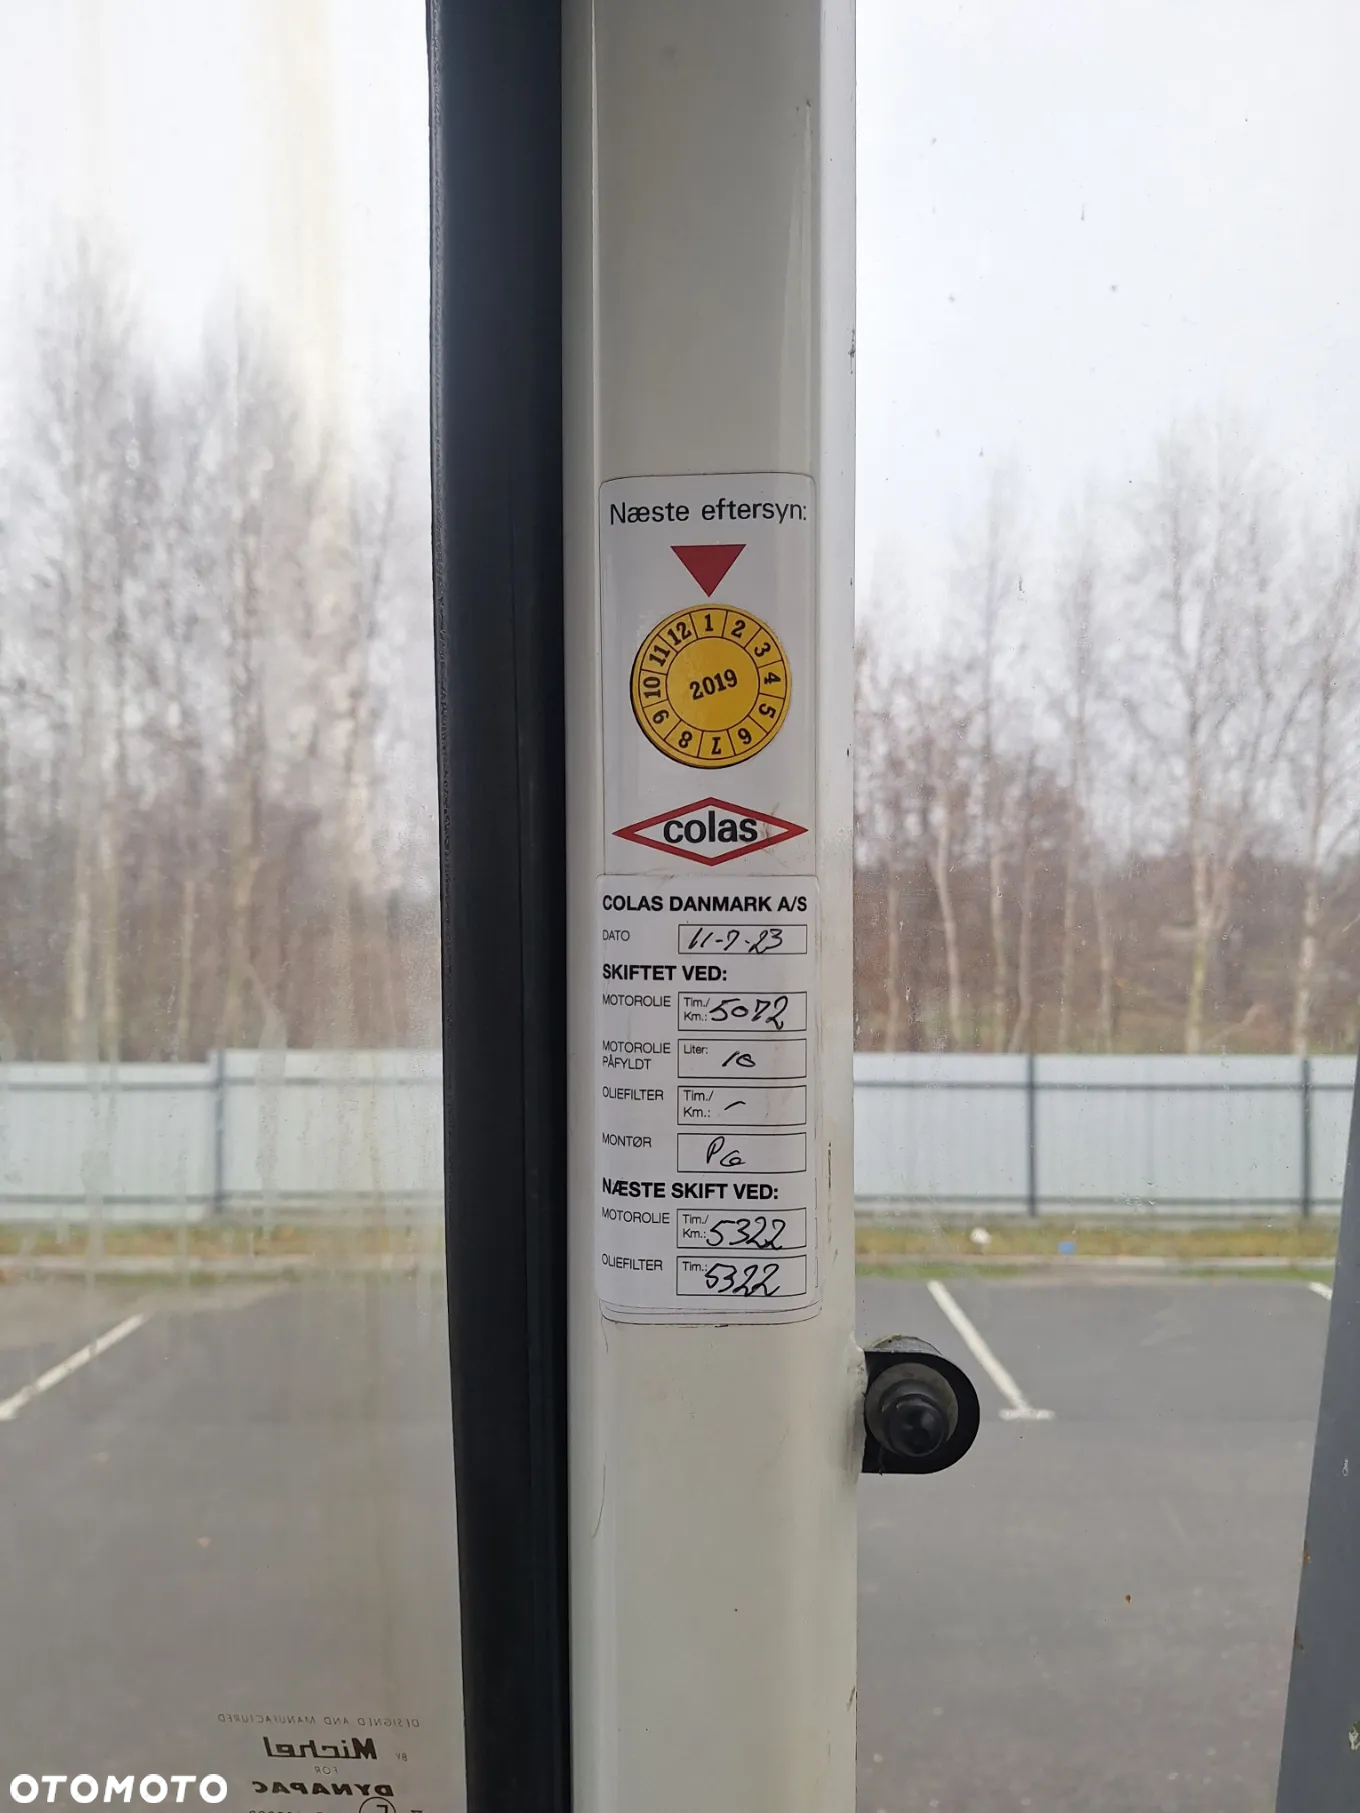 Næste eftersyn:
12 1 2 3 4 5 6 7 8 9 10 11
2019
colas
COLAS DANMARK A/S
DATO 11-7-23
SKIFTET VED:
MOTOROLIE Tim./ Km.: 5072
MOTOROLIE PÅFYLDT Liter: 10
OLIEFILTER Tim./ Km.: –
MONTØR
NÆSTE SKIFT VED:
MOTOROLIE Tim./ Km.: 5322
OLIEFILTER Tim.: 5322
DESIGNED AND MANUFACTURED
BY Michel
FOR
DYNAPAC
OTOMOTO